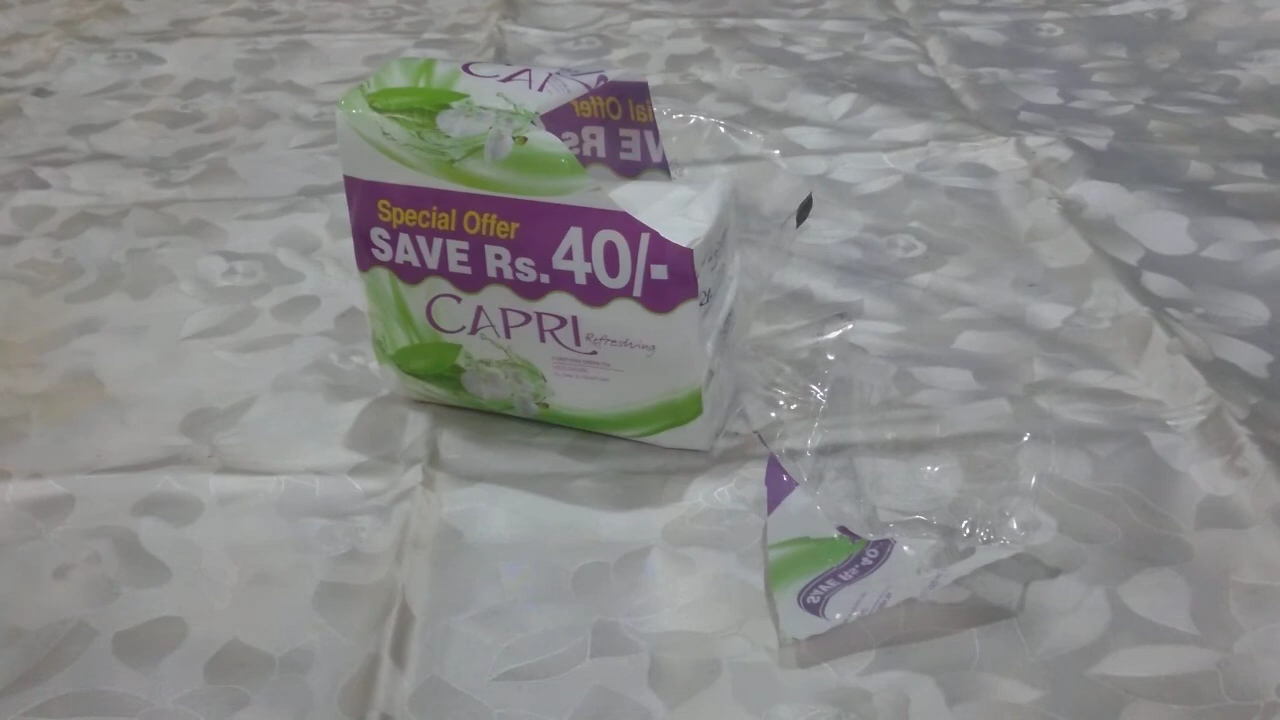 CAPRI
ial Offer
VE Rs
Special Offer
SAVE Rs. 40/-
CAPRI Refreshing
SAVE Rs. 40